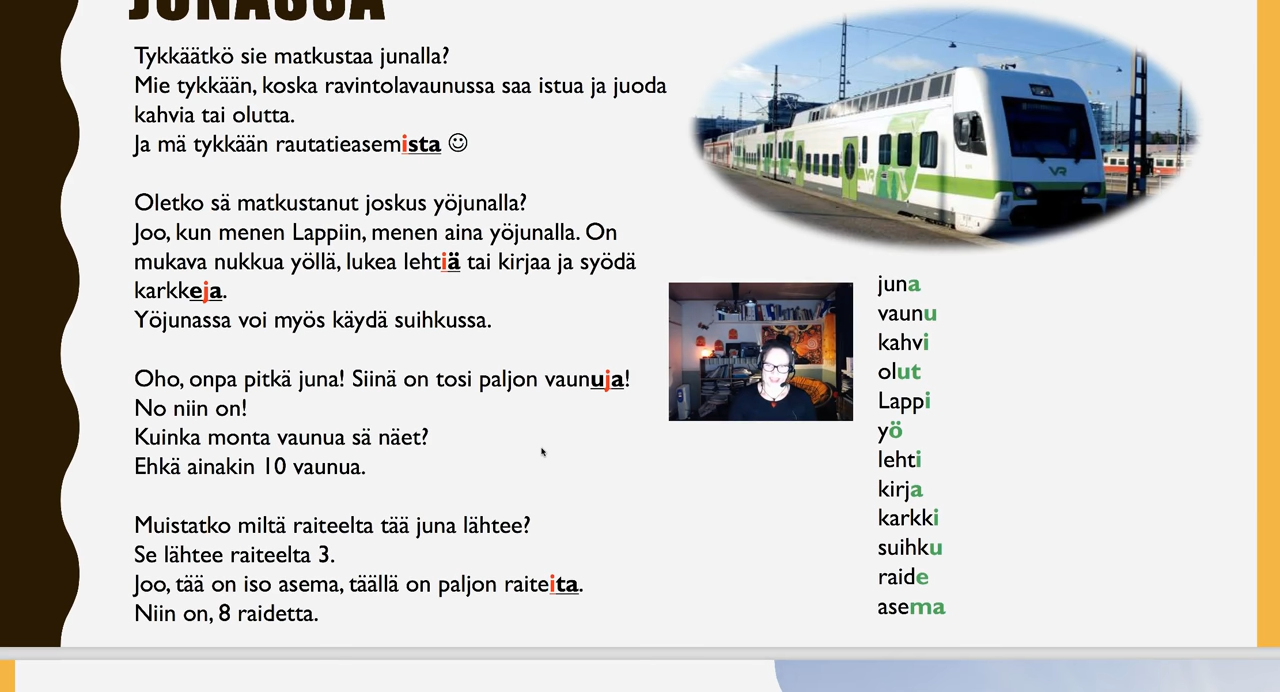 JUNASSA
Tykkäätkö sie matkustaa junalla?
Mie tykkään, koska ravintolavaunussa saa istua ja juoda
kahvia tai olutta.
Ja mä tykkään rautatieasemista ☺
Oletko sä matkustanut joskus yöjunalla?
Joo, kun menen Lappiin, menen aina yöjunalla. On
mukava nukkua yöllä, lukea lehtiä tai kirjaa ja syödä
karkkeja.
Yöjunassa voi myös käydä suihkussa.
Oho, onpa pitkä juna! Siinä on tosi paljon vaunuja!
No niin on!
Kuinka monta vaunua sä näet?
Ehkä ainakin 10 vaunua.
Muistatko miltä raiteelta tää juna lähtee?
Se lähtee raiteelta 3.
Joo, tää on iso asema, täällä on paljon raiteita.
Niin on, 8 raidetta.
VR
VR
juna
vaunu
kahvi
olut
Lappi
yö
lehti
kirja
karkki
suihku
raide
asema